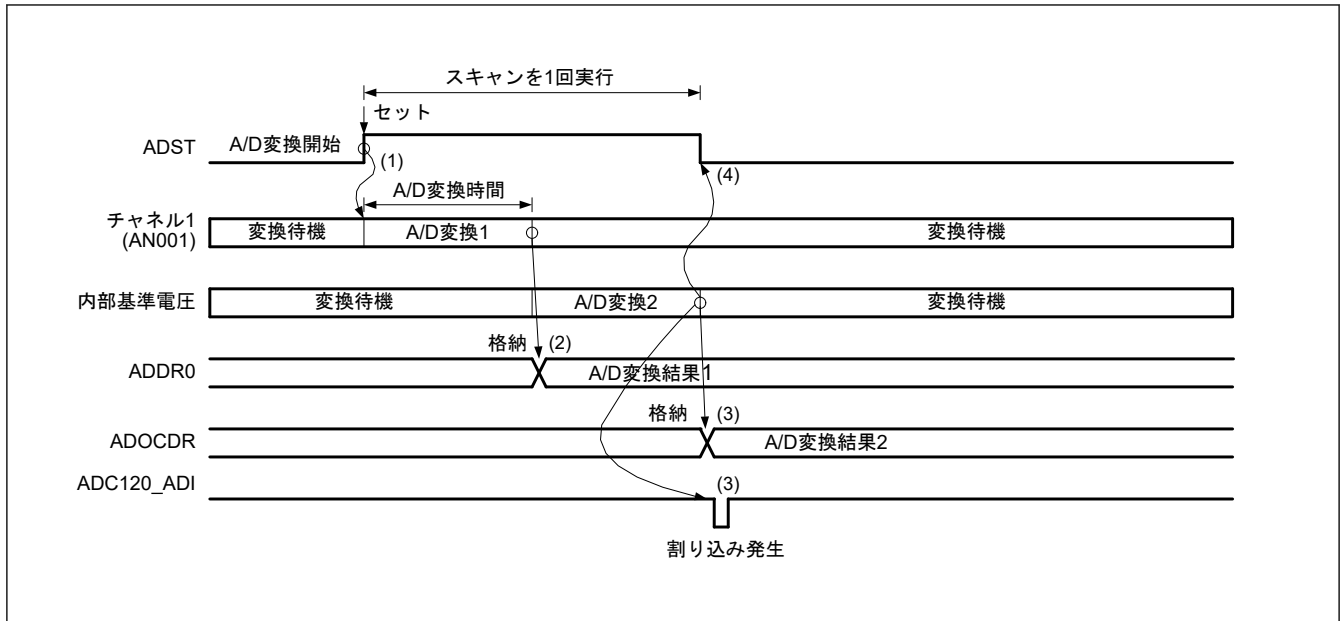 スキャンを1回実行
セット
ADST
A/D変換開始
(1)
(4)
A/D変換時間
チャネル1
(AN001)
変換待機
A/D変換1
変換待機
内部基準電圧
変換待機
A/D変換2
変換待機
格納
(2)
ADDR0
A/D変換結果1
格納
(3)
ADOCDR
A/D変換結果2
ADC120_ADI
(3)
割り込み発生